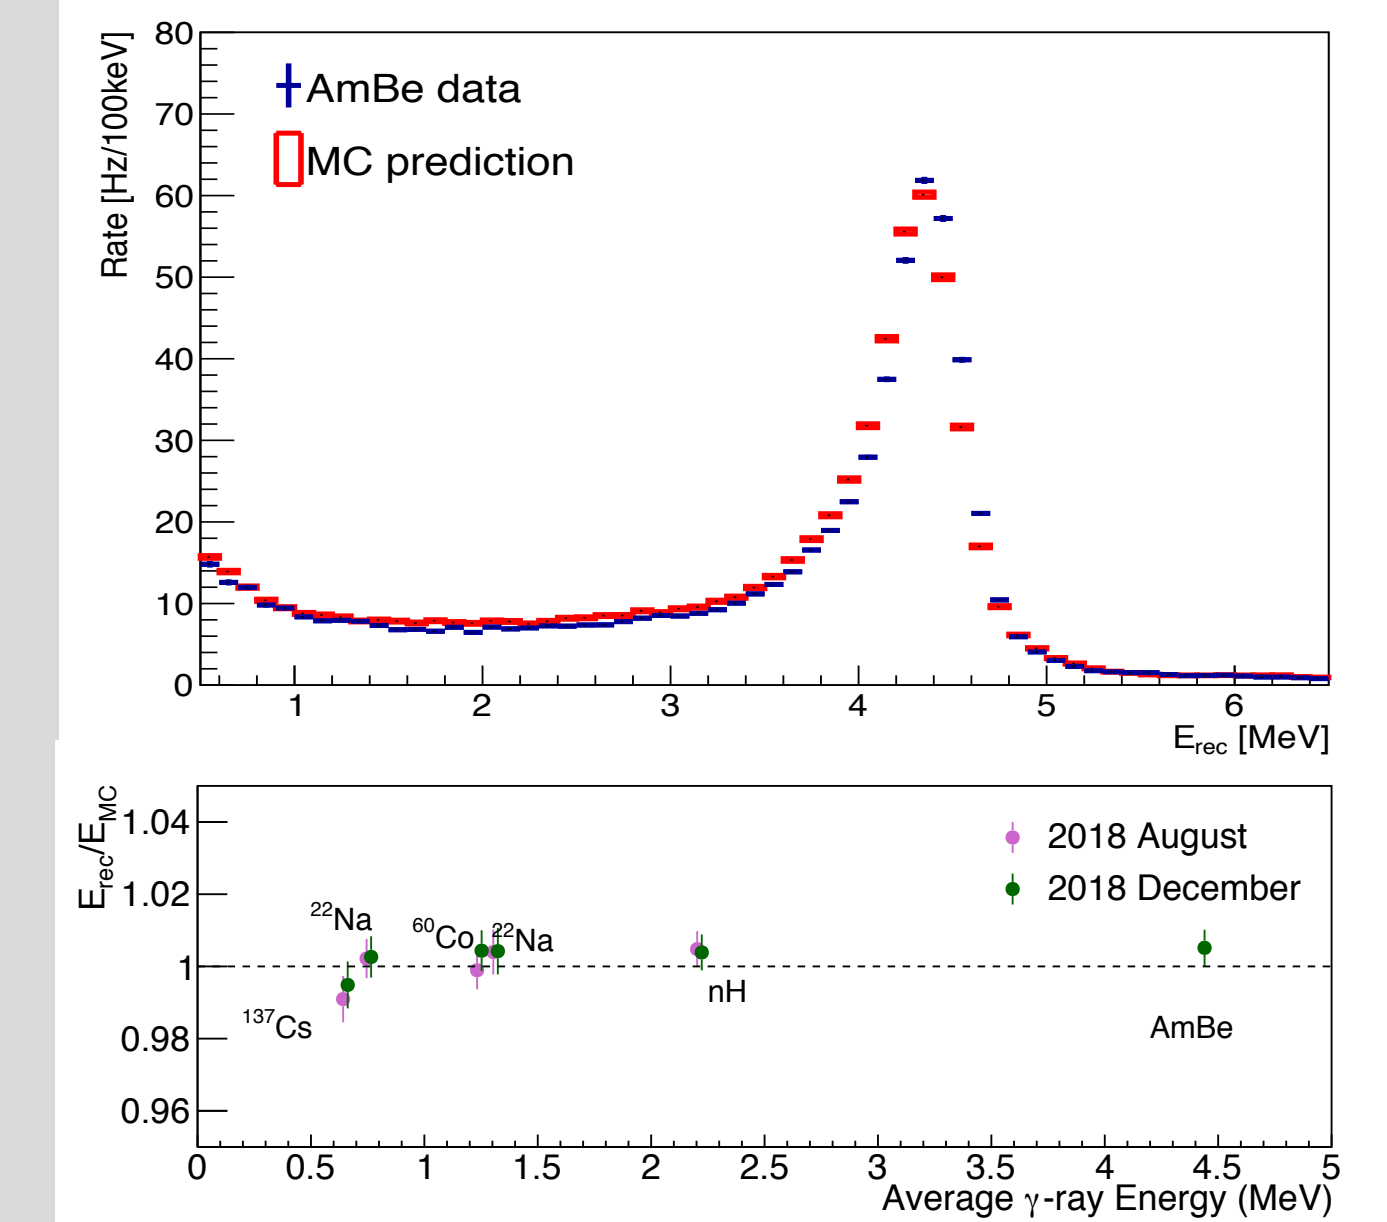 80
Rate [Hz/100keV]
AmBe data
70
MC prediction
60
50
40
30
20
10
0
1 2 3 4 5 6
E_rec [MeV]
E_rec/E_MC
1.04
2018 August
1.02
2018 December
²²Na
⁶⁰Co
²²Na
1
nH
¹³⁷Cs
0.98
AmBe
0.96
0 0.5 1 1.5 2 2.5 3 3.5 4 4.5 5
Average γ-ray Energy (MeV)